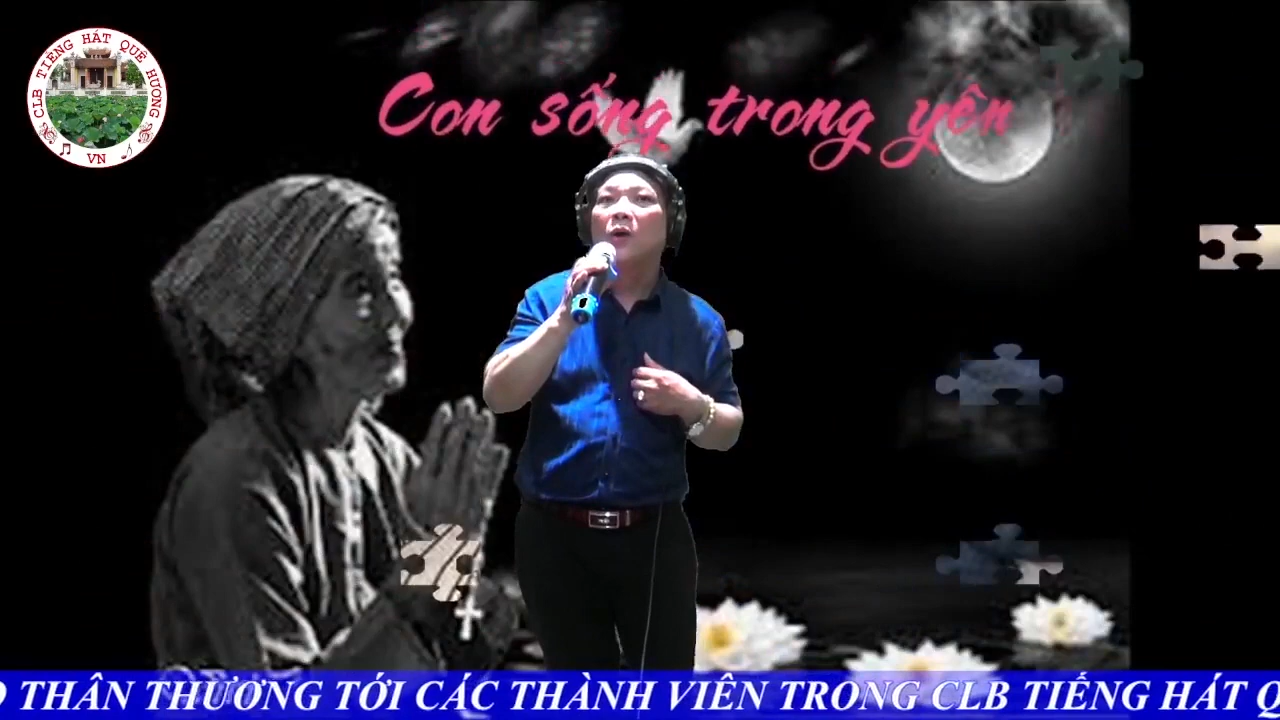 CLB TIẾNG HÁT QUÊ HƯƠNG
VN
Con sống trong yên
THÂN THƯƠNG TỚI CÁC THÀNH VIÊN TRONG CLB TIẾNG HÁT Q